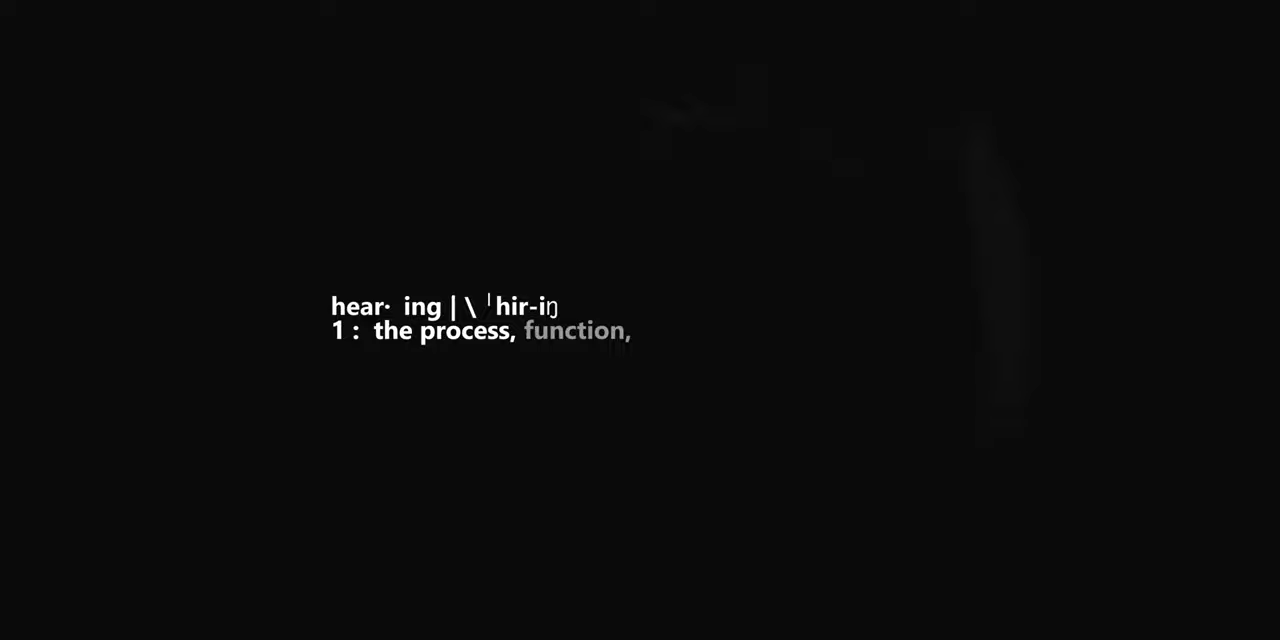 hear· ing | \ ˈhir-iŋ
1 : the process, function,